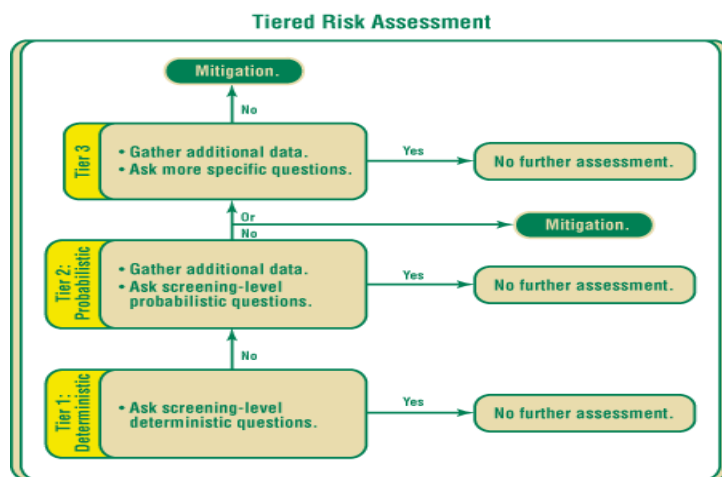 Tiered Risk Assessment
Mitigation.
No
Tier 3
• Gather additional data.
• Ask more specific questions.
Yes
No further assessment.
Or
No
Mitigation.
Tier 2:
Probabilistic
• Gather additional data.
• Ask screening-level
probabilistic questions.
Yes
No further assessment.
No
Tier 1:
Deterministic
• Ask screening-level
deterministic questions.
Yes
No further assessment.